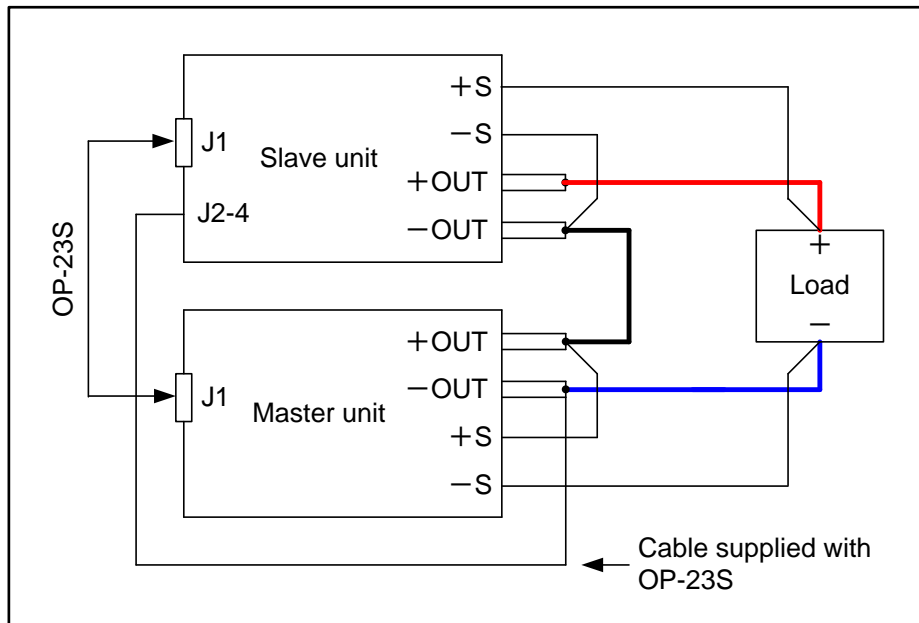 +S
−S
Slave unit
J1
+OUT
J2-4
−OUT
OP-23S
+
Load
−
+OUT
−OUT
J1
Master unit
+S
−S
Cable supplied with
OP-23S